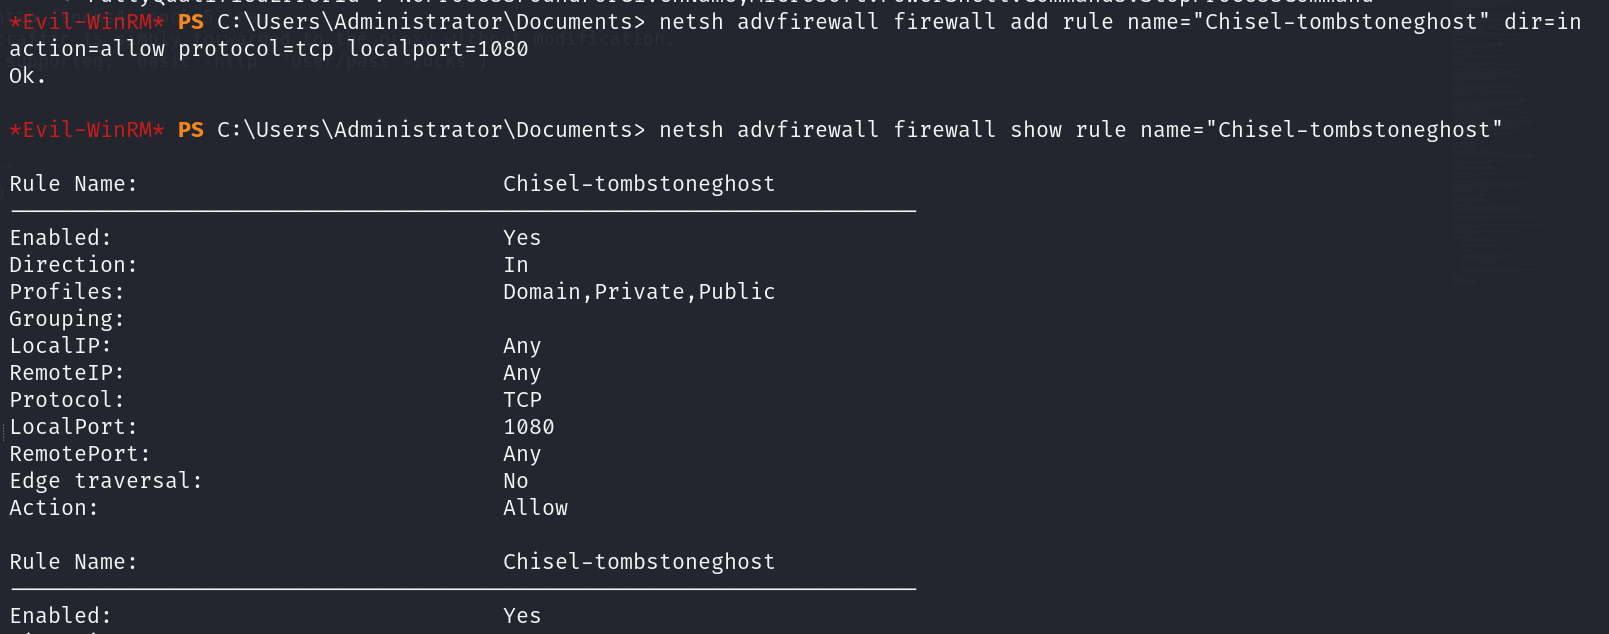 *Evil-WinRM* PS C:\Users\Administrator\Documents> netsh advfirewall firewall add rule name="Chisel-tombstoneghost" dir=in
action=allow protocol=tcp localport=1080
Ok.
*Evil-WinRM* PS C:\Users\Administrator\Documents> netsh advfirewall firewall show rule name="Chisel-tombstoneghost"
Rule Name: Chisel-tombstoneghost
----------------------------------------------------------------------
Enabled: Yes
Direction: In
Profiles: Domain,Private,Public
Grouping:
LocalIP: Any
RemoteIP: Any
Protocol: TCP
LocalPort: 1080
RemotePort: Any
Edge traversal: No
Action: Allow
Rule Name: Chisel-tombstoneghost
----------------------------------------------------------------------
Enabled: Yes